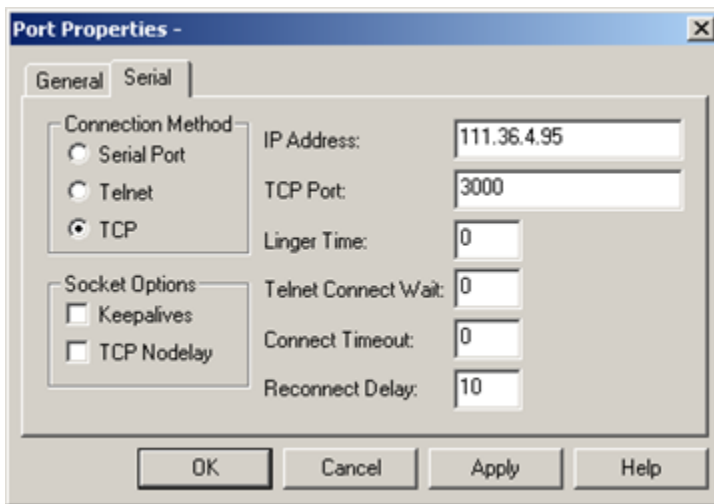 Port Properties -
General
Serial
Connection Method
Serial Port
Telnet
TCP
Socket Options
Keepalives
TCP Nodelay
IP Address: 111.36.4.95
TCP Port: 3000
Linger Time: 0
Telnet Connect Wait: 0
Connect Timeout: 0
Reconnect Delay: 10
OK
Cancel
Apply
Help